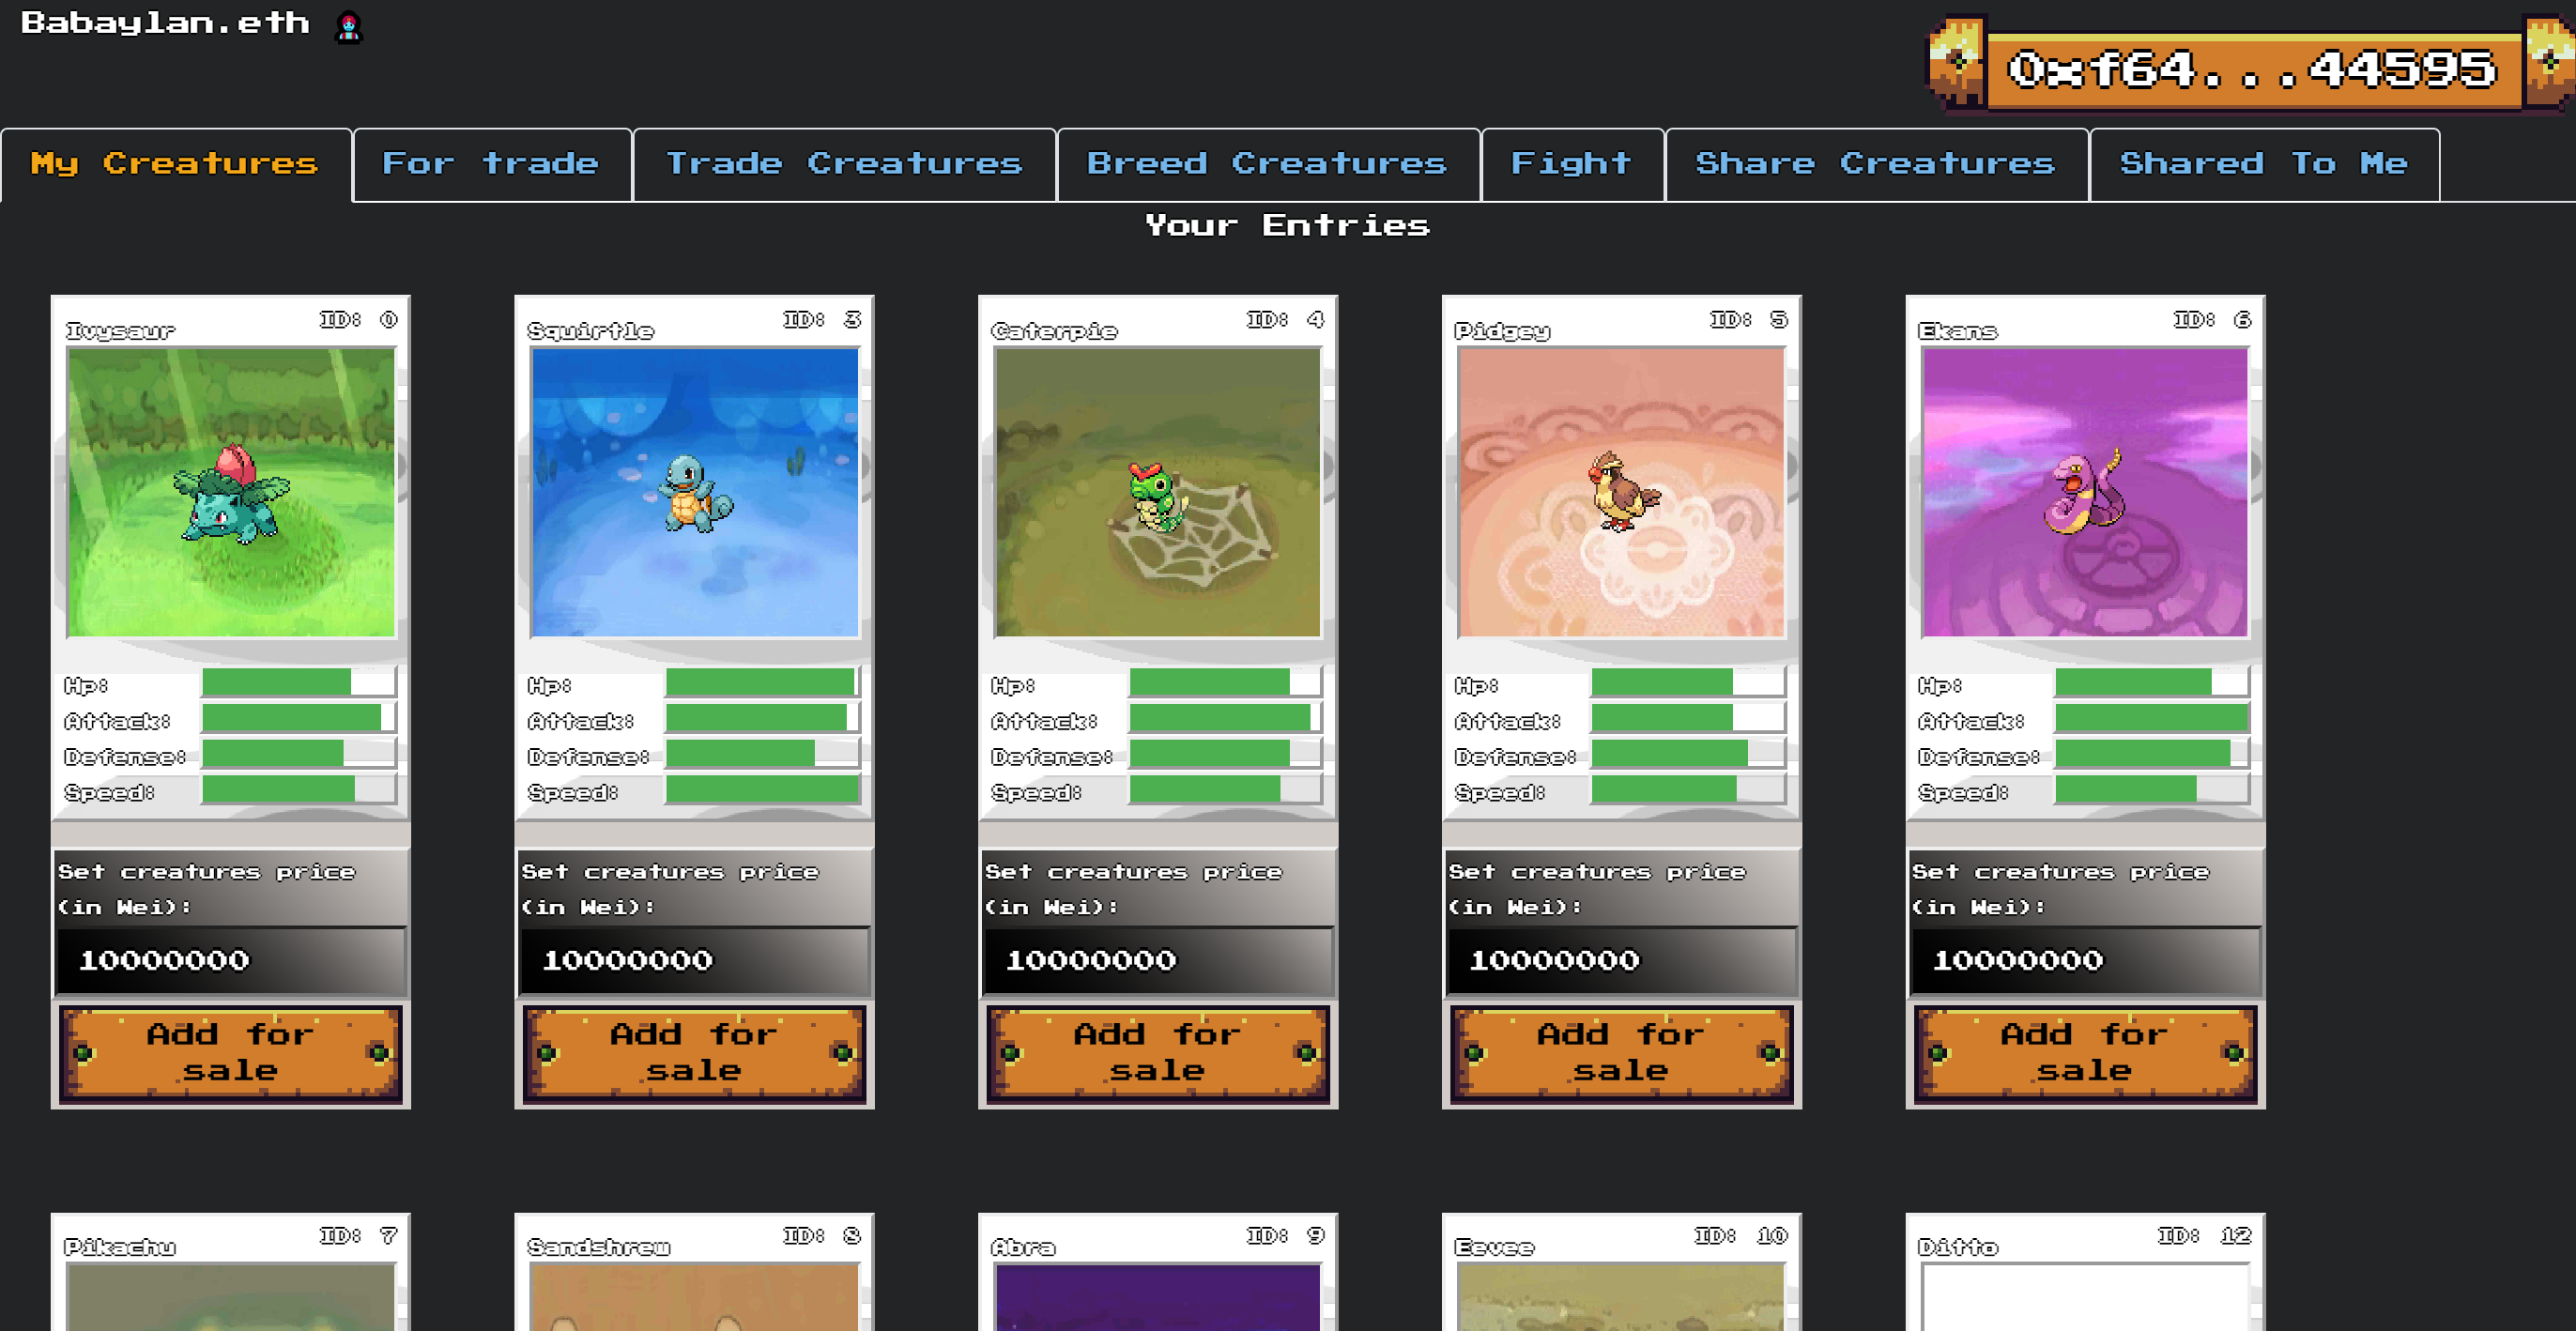 Babaylan.eth
0xf64...44595
My Creatures
For trade
Trade Creatures
Breed Creatures
Fight
Share Creatures
Shared To Me
Your Entries
Ivysaur
ID: 0
Hp:
Attack:
Defense:
Speed:
Set creatures price
(in Wei):
10000000
Add for
sale
Squirtle
ID: 3
Hp:
Attack:
Defense:
Speed:
Set creatures price
(in Wei):
10000000
Add for
sale
Caterpie
ID: 4
Hp:
Attack:
Defense:
Speed:
Set creatures price
(in Wei):
10000000
Add for
sale
Pidgey
ID: 5
Hp:
Attack:
Defense:
Speed:
Set creatures price
(in Wei):
10000000
Add for
sale
Ekans
ID: 6
Hp:
Attack:
Defense:
Speed:
Set creatures price
(in Wei):
10000000
Add for
sale
Pikachu
ID: 7
Sandshrew
ID: 8
Abra
ID: 9
Eevee
ID: 10
Ditto
ID: 12